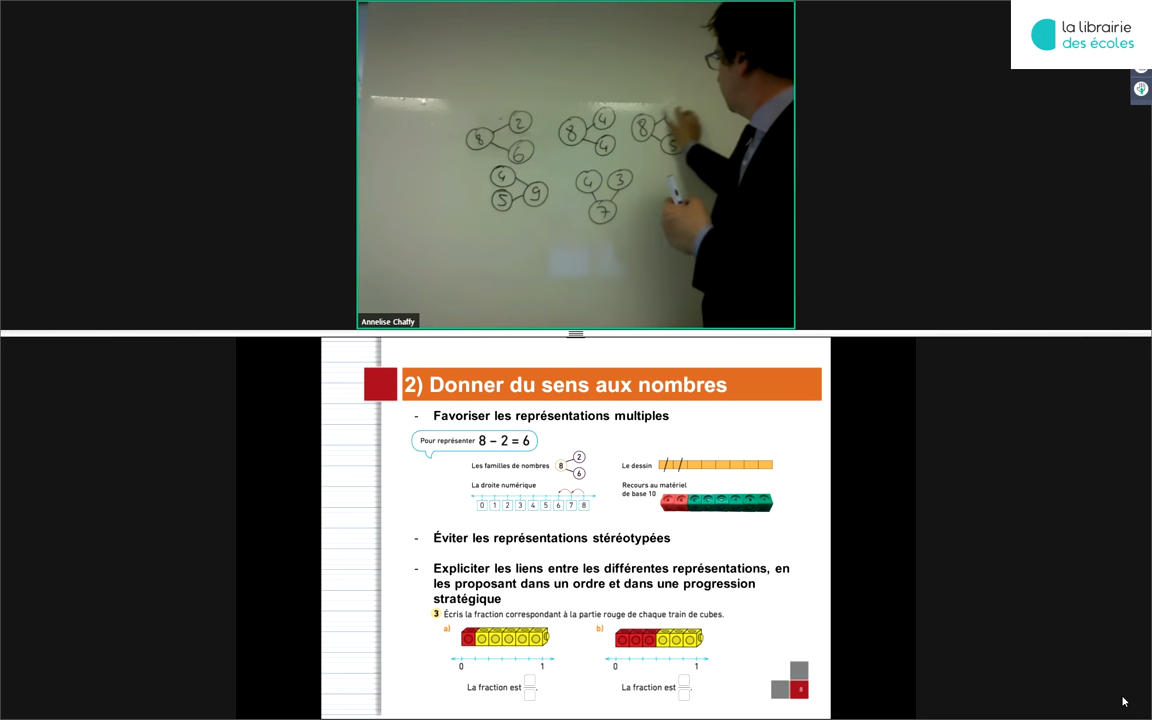 la librairie
des écoles
8 2 6
8 4 4
8 5
4 5 9
4 3 7
Annelise Chaffy
2) Donner du sens aux nombres
- Favoriser les représentations multiples
Pour représenter 8 – 2 = 6
Les familles de nombres 8 2 6
Le dessin
La droite numérique
0 1 2 3 4 5 6 7 8
Recours au matériel
de base 10
- Éviter les représentations stéréotypées
- Expliciter les liens entre les différentes représentations, en
les proposant dans un ordre et dans une progression
stratégique
3 Écris la fraction correspondant à la partie rouge de chaque train de cubes.
a)
0 1
La fraction est .
b)
0 1
La fraction est .
8